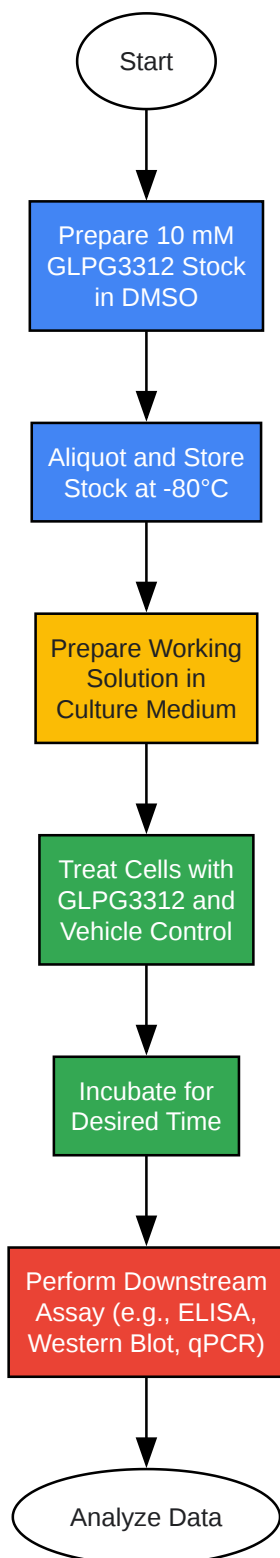 Start
Prepare 10 mM
GLPG3312 Stock
in DMSO
Aliquot and Store
Stock at -80°C
Prepare Working
Solution in
Culture Medium
Treat Cells with
GLPG3312 and
Vehicle Control
Incubate for
Desired Time
Perform Downstream
Assay (e.g., ELISA,
Western Blot, qPCR)
Analyze Data